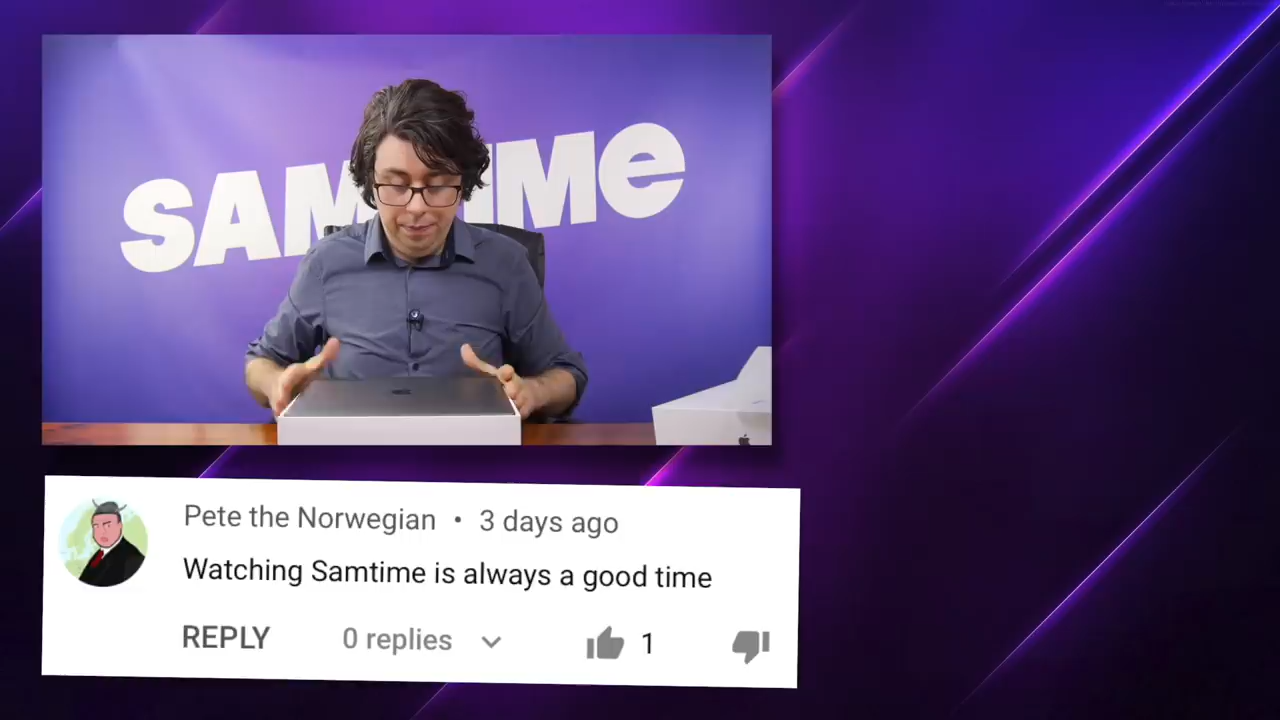 SAMTIME
Pete the Norwegian • 3 days ago
Watching Samtime is always a good time
REPLY 0 replies 1